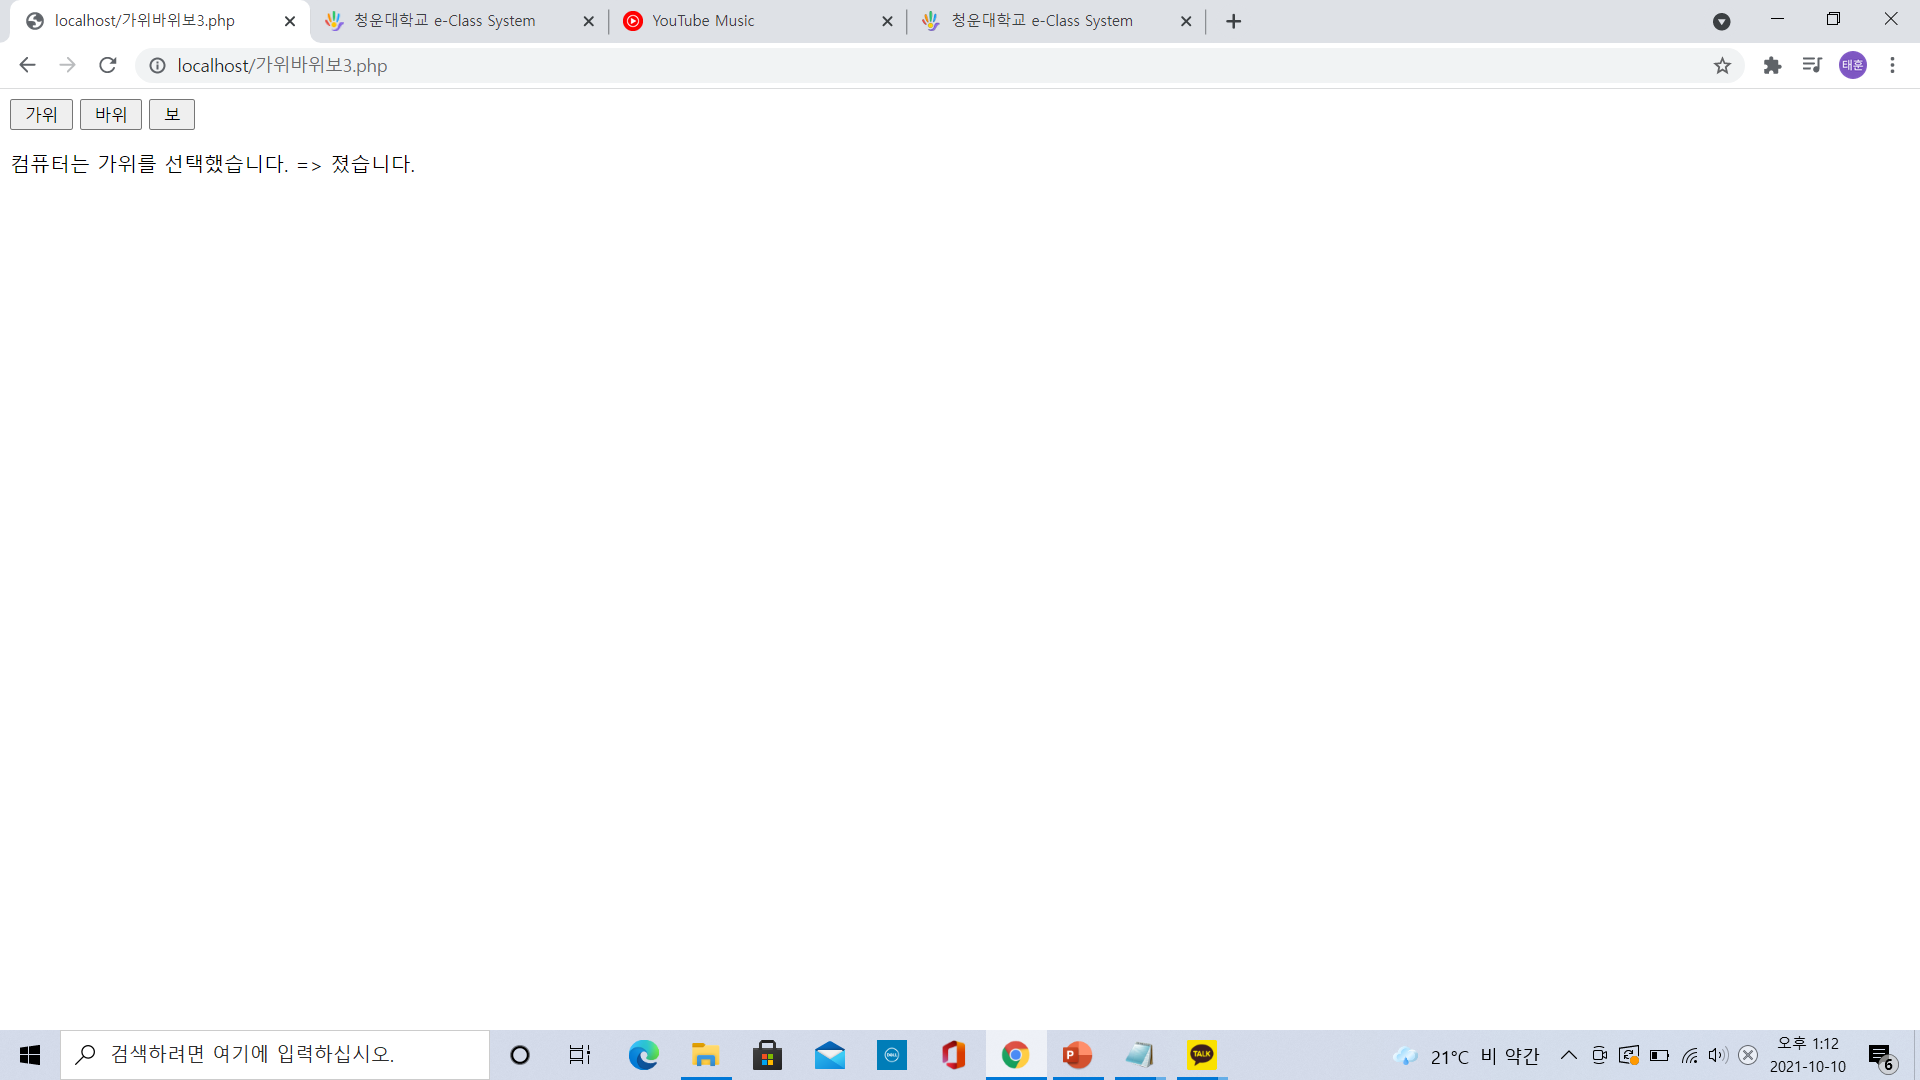 localhost/가위바위보3.php
청운대학교 e-Class System
YouTube Music
청운대학교 e-Class System
localhost/가위바위보3.php
태훈
가위 바위 보
컴퓨터는 가위를 선택했습니다. => 졌습니다.
검색하려면 여기에 입력하십시오.
DELL
P
TALK
21°C 비 약간
오후 1:12
2021-10-10
6